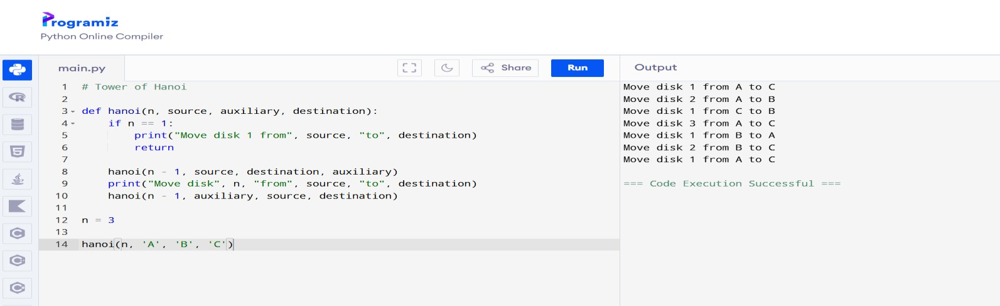 Programiz
Python Online Compiler
main.py
Share
Run
Output
1 # Tower of Hanoi
2
3 def hanoi(n, source, auxiliary, destination):
4     if n == 1:
5         print("Move disk 1 from", source, "to", destination)
6         return
7
8     hanoi(n - 1, source, destination, auxiliary)
9     print("Move disk", n, "from", source, "to", destination)
10     hanoi(n - 1, auxiliary, source, destination)
11
12 n = 3
13
14 hanoi(n, 'A', 'B', 'C')
Move disk 1 from A to C
Move disk 2 from A to B
Move disk 1 from C to B
Move disk 3 from A to C
Move disk 1 from B to A
Move disk 2 from B to C
Move disk 1 from A to C
=== Code Execution Successful ===